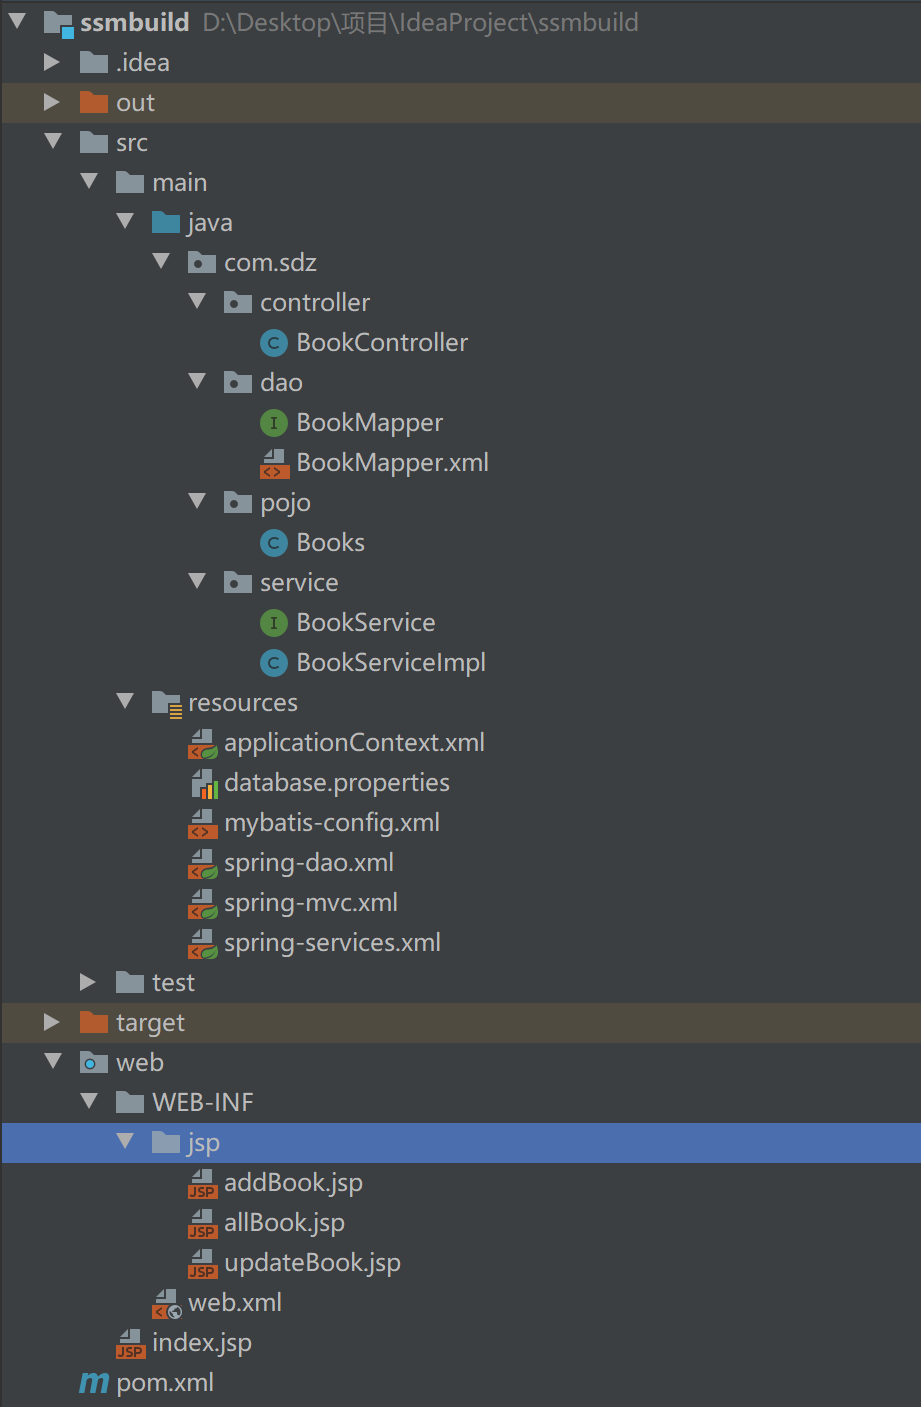 ssmbuild D:\Desktop\项目\IdeaProject\ssmbuild
.idea
out
src
main
java
com.sdz
controller
C BookController
dao
I BookMapper
<> BookMapper.xml
pojo
C Books
service
I BookService
C BookServiceImpl
resources
applicationContext.xml
database.properties
<> mybatis-config.xml
spring-dao.xml
spring-mvc.xml
spring-services.xml
test
target
web
WEB-INF
jsp
JSP addBook.jsp
JSP allBook.jsp
JSP updateBook.jsp
web.xml
JSP index.jsp
m pom.xml